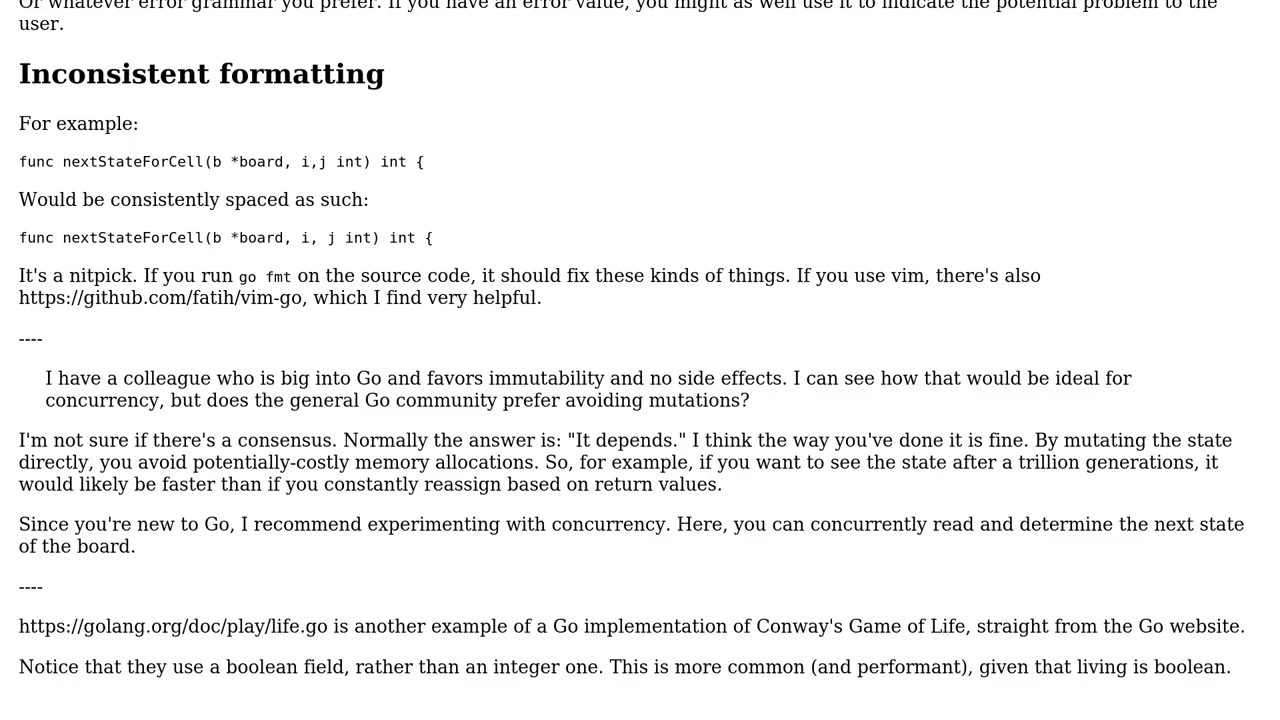 Or whatever error grammar you prefer. If you have an error value, you might as well use it to indicate the potential problem to the
user.
Inconsistent formatting
For example:
func nextStateForCell(b *board, i,j int) int {
Would be consistently spaced as such:
func nextStateForCell(b *board, i, j int) int {
It's a nitpick. If you run go fmt on the source code, it should fix these kinds of things. If you use vim, there's also
https://github.com/fatih/vim-go, which I find very helpful.
----
I have a colleague who is big into Go and favors immutability and no side effects. I can see how that would be ideal for
concurrency, but does the general Go community prefer avoiding mutations?
I'm not sure if there's a consensus. Normally the answer is: "It depends." I think the way you've done it is fine. By mutating the state
directly, you avoid potentially-costly memory allocations. So, for example, if you want to see the state after a trillion generations, it
would likely be faster than if you constantly reassign based on return values.
Since you're new to Go, I recommend experimenting with concurrency. Here, you can concurrently read and determine the next state
of the board.
----
https://golang.org/doc/play/life.go is another example of a Go implementation of Conway's Game of Life, straight from the Go website.
Notice that they use a boolean field, rather than an integer one. This is more common (and performant), given that living is boolean.